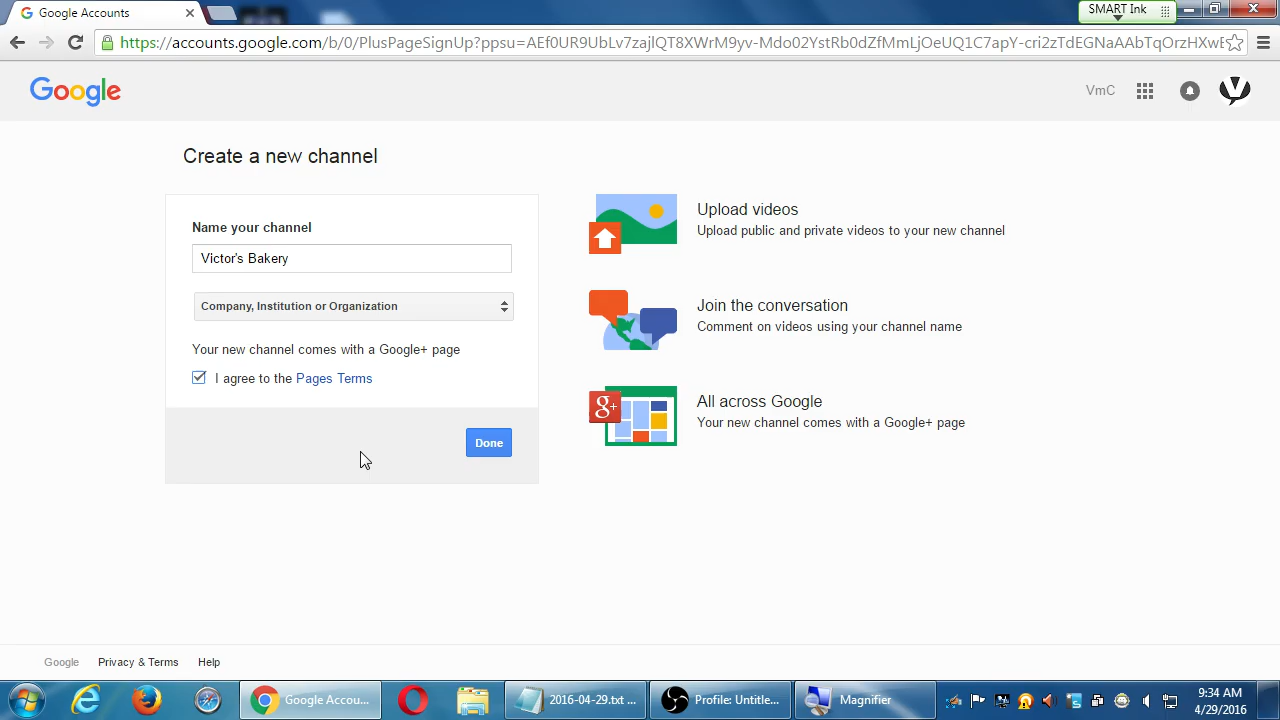 Google Accounts
SMART Ink
https://accounts.google.com/b/0/PlusPageSignUp?ppsu=AEf0UR9UbLv7zajlQT8XWrM9yv-Mdo02YstRb0dZfMmLjOeUQ1C7apY-cri2zTdEGNaAAbTqOrzHXwE
Google
VmC
Create a new channel
Name your channel
Victor's Bakery
Company, Institution or Organization
Your new channel comes with a Google+ page
I agree to the Pages Terms
Done
Upload videos
Upload public and private videos to your new channel
Join the conversation
Comment on videos using your channel name
g+
All across Google
Your new channel comes with a Google+ page
Google Privacy & Terms Help
Google Accou...
2016-04-29.txt ...
Profile: Untitle...
Magnifier
9:34 AM
4/29/2016